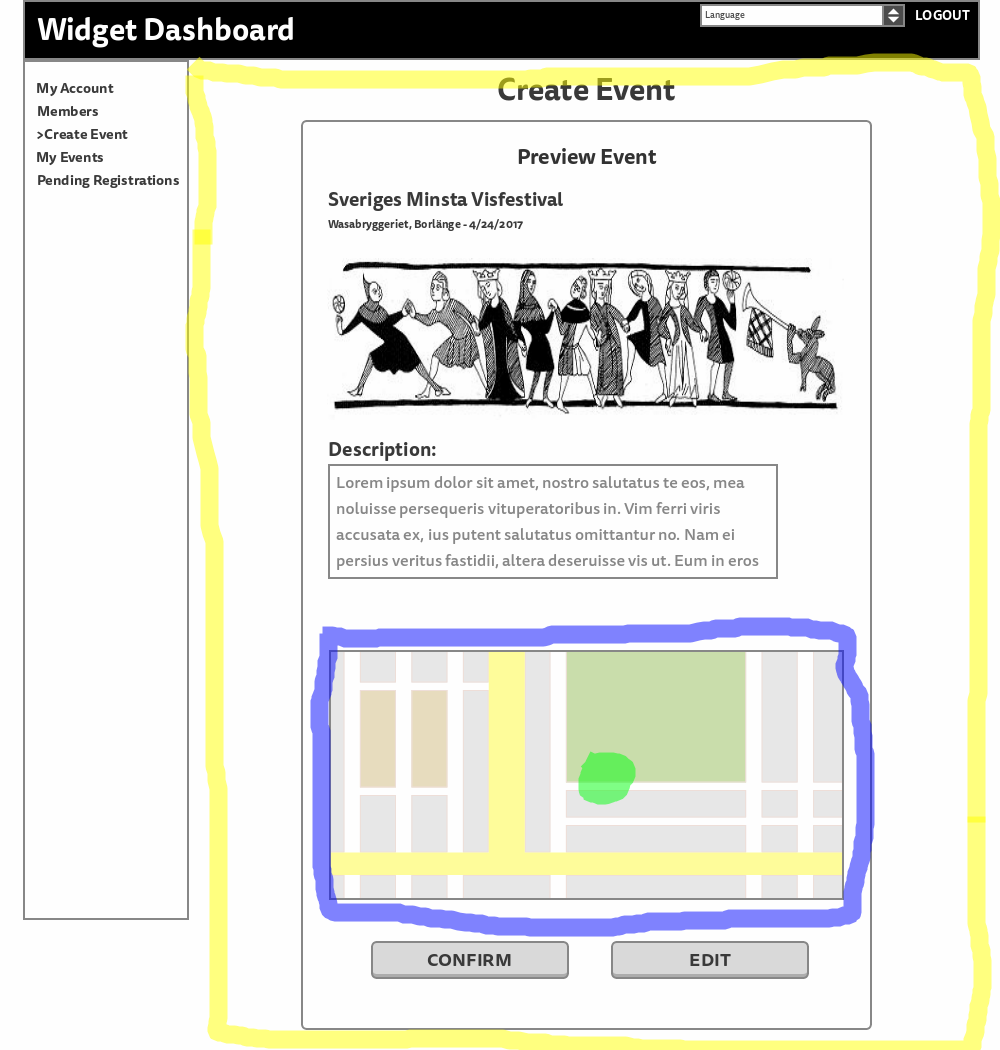 Widget Dashboard
Language
LOGOUT
My Account
Members
>Create Event
My Events
Pending Registrations
Create Event
Preview Event
Sveriges Minsta Visfestival
Wasabryggeriet, Borlänge - 4/24/2017
Description:
Lorem ipsum dolor sit amet, nostro salutatus te eos, mea
noluisse persequeris vituperatoribus in. Vim ferri viris
accusata ex, ius putent salutatus omittantur no. Nam ei
persius veritus fastidii, altera deseruisse vis ut. Eum in eros
CONFIRM
EDIT